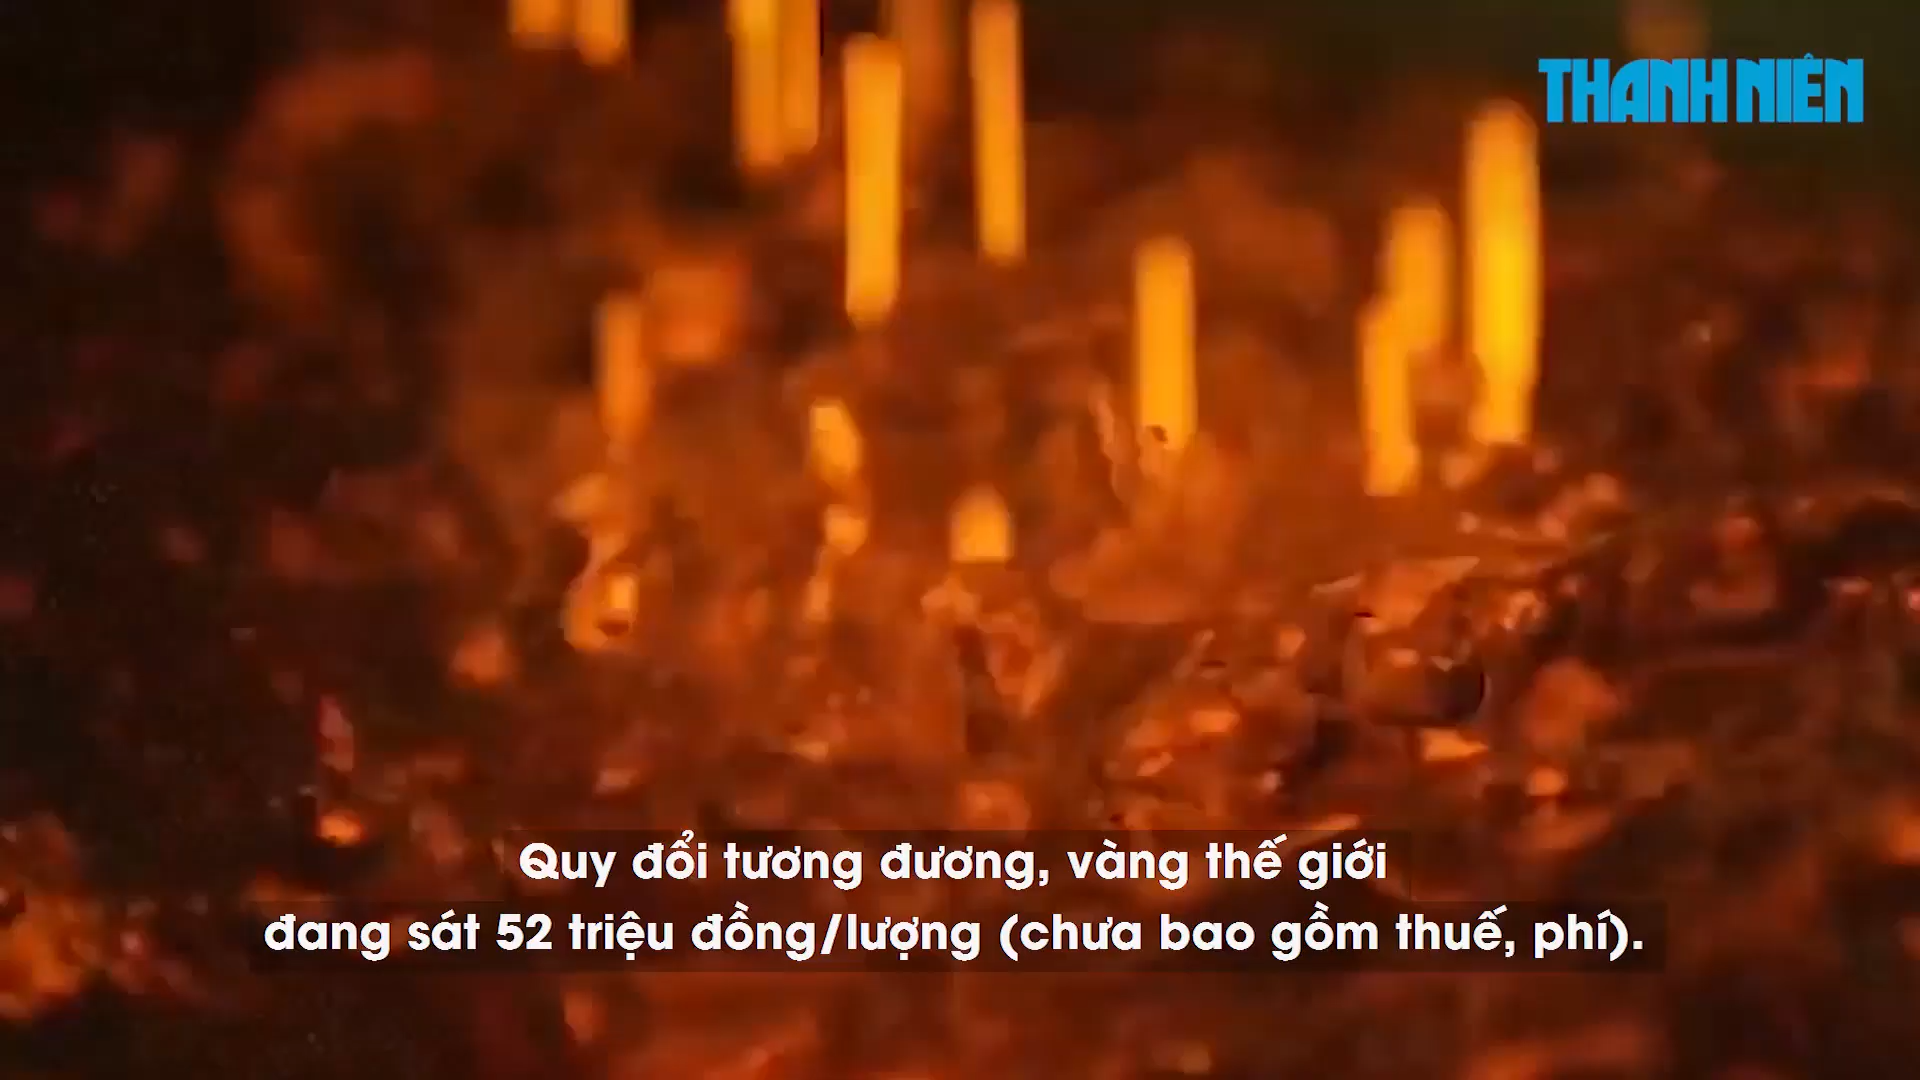 THANH NIÊN
Quy đổi tương đương, vàng thế giới
đang sát 52 triệu đồng/lượng (chưa bao gồm thuế, phí).